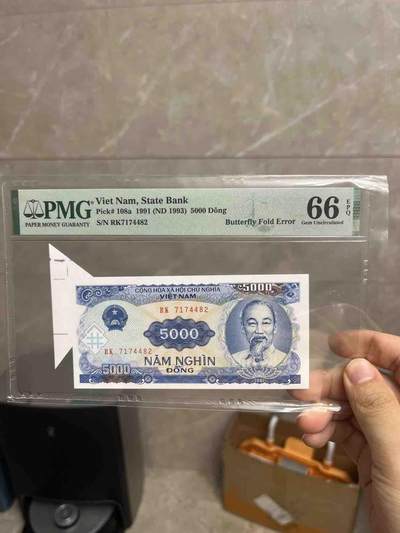 PMG
PAPER MONEY GUARANTY
Viet Nam, State Bank
Pick# 108a 1991 (ND 1993) 5000 Dông
S/N RK7174482
Butterfly Fold Error
66 EPQ
Gem Uncirculated
CỘNG HÒA XÃ HỘI CHỦ NGHĨA
VIỆT NAM
5000
RK 7174482
5000
RK 7174482
NĂM NGHÌN
ĐỒNG
5000
1991